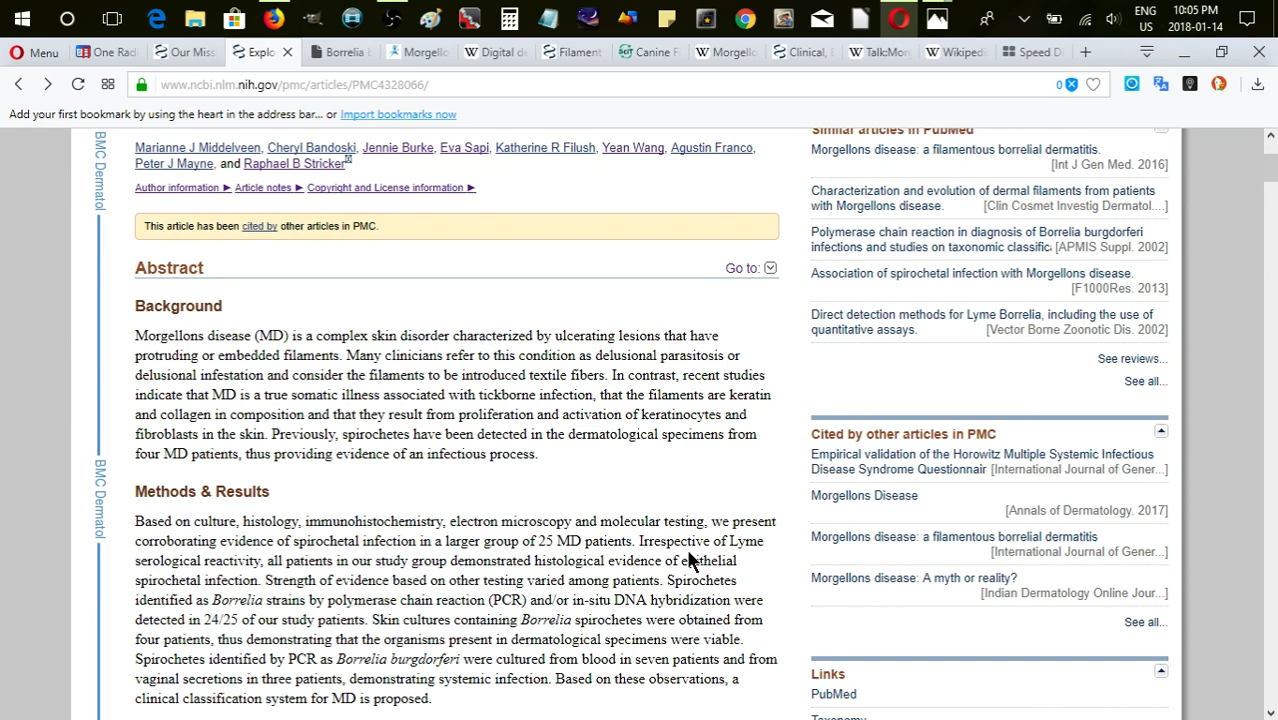 ENG
US
10:05 PM
2018-01-14
Menu
One Radi
Our Miss
Explo
Borrelia b
Morgello
Digital de
Filament
Canine F
Morgello
Clinical, E
TalkMor
Wikiped
Speed D
www.ncbi.nlm.nih.gov/pmc/articles/PMC4328066/
0
Add your first bookmark by using the heart in the address bar... or Import bookmarks now
BMC Dermatol
BMC Dermatol
Marianne J Middelveen, Cheryl Bandoski, Jennie Burke, Eva Sapi, Katherine R Filush, Yean Wang, Agustin Franco,
Peter J Mayne, and Raphael B Stricker
Author information ▶ Article notes ▶ Copyright and License information ▶
This article has been cited by other articles in PMC.
Abstract
Go to:
Background
Morgellons disease (MD) is a complex skin disorder characterized by ulcerating lesions that have
protruding or embedded filaments. Many clinicians refer to this condition as delusional parasitosis or
delusional infestation and consider the filaments to be introduced textile fibers. In contrast, recent studies
indicate that MD is a true somatic illness associated with tickborne infection, that the filaments are keratin
and collagen in composition and that they result from proliferation and activation of keratinocytes and
fibroblasts in the skin. Previously, spirochetes have been detected in the dermatological specimens from
four MD patients, thus providing evidence of an infectious process.
Methods & Results
Based on culture, histology, immunohistochemistry, electron microscopy and molecular testing, we present
corroborating evidence of spirochetal infection in a larger group of 25 MD patients. Irrespective of Lyme
serological reactivity, all patients in our study group demonstrated histological evidence of epithelial
spirochetal infection. Strength of evidence based on other testing varied among patients. Spirochetes
identified as Borrelia strains by polymerase chain reaction (PCR) and/or in-situ DNA hybridization were
detected in 24/25 of our study patients. Skin cultures containing Borrelia spirochetes were obtained from
four patients, thus demonstrating that the organisms present in dermatological specimens were viable.
Spirochetes identified by PCR as Borrelia burgdorferi were cultured from blood in seven patients and from
vaginal secretions in three patients, demonstrating systemic infection. Based on these observations, a
clinical classification system for MD is proposed.
Similar articles in PubMed
Morgellons disease: a filamentous borrelial dermatitis.
[Int J Gen Med. 2016]
Characterization and evolution of dermal filaments from patients
with Morgellons disease. [Clin Cosmet Investig Dermatol....]
Polymerase chain reaction in diagnosis of Borrelia burgdorferi
infections and studies on taxonomic classific [APMIS Suppl. 2002]
Association of spirochetal infection with Morgellons disease.
[F1000Res. 2013]
Direct detection methods for Lyme Borrelia, including the use of
quantitative assays. [Vector Borne Zoonotic Dis. 2002]
See reviews...
See all...
Cited by other articles in PMC
Empirical validation of the Horowitz Multiple Systemic Infectious
Disease Syndrome Questionnair [International Journal of Gener...]
Morgellons Disease
[Annals of Dermatology. 2017]
Morgellons disease: a filamentous borrelial dermatitis
[International Journal of Gener...]
Morgellons disease: A myth or reality?
[Indian Dermatology Online Jour...]
See all...
Links
PubMed
Taxonomy